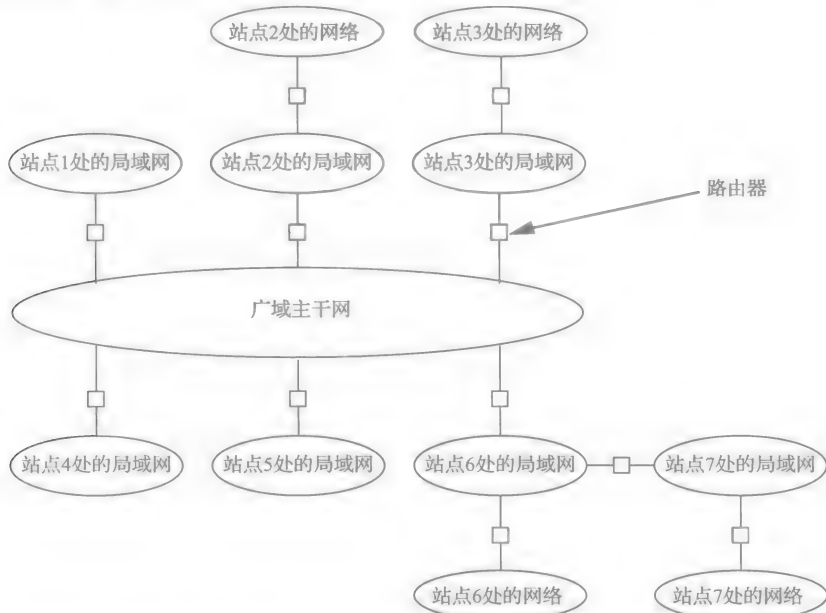 站点2处的网络
站点3处的网络
站点1处的局域网
站点2处的局域网
站点3处的局域网
路由器
广域主干网
站点4处的局域网
站点5处的局域网
站点6处的局域网
站点7处的局域网
站点6处的网络
站点7处的网络